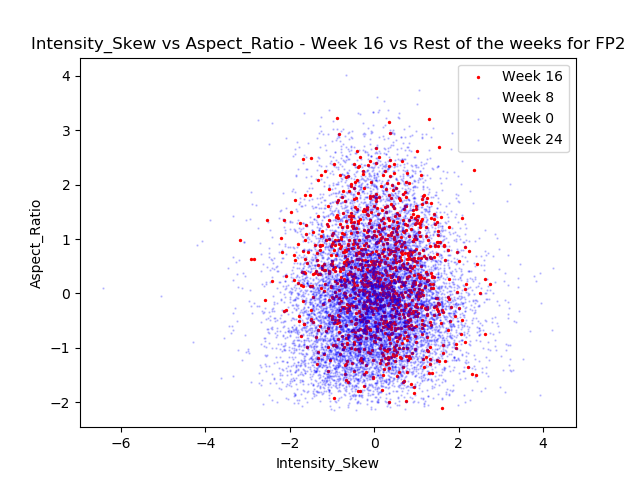 Intensity_Skew vs Aspect_Ratio - Week 16 vs Rest of the weeks for FP2
Week 16
Week 8
Week 0
Week 24
4
3
2
1
0
−1
−2
Aspect_Ratio
−6 −4 −2 0 2 4
Intensity_Skew